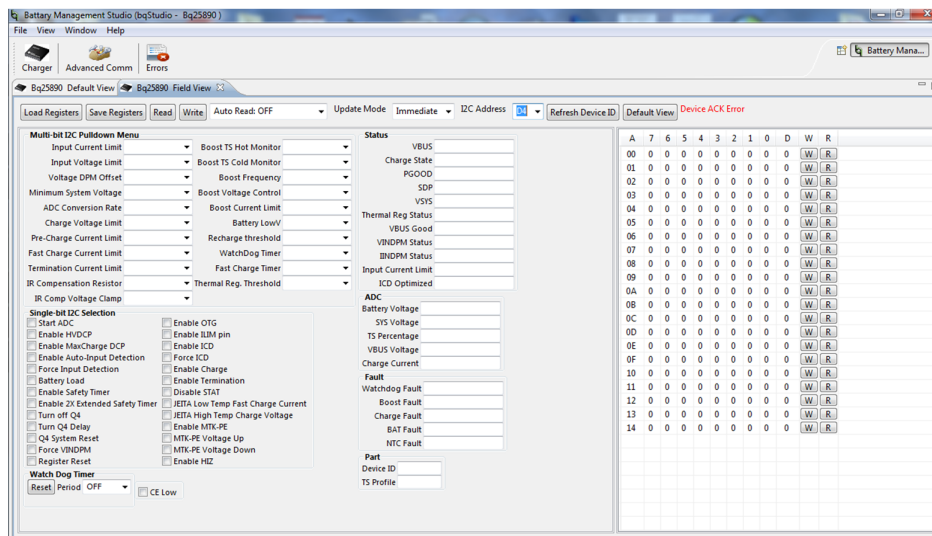 Battary Management Studio (bqStudio - Bq25890 )
File View Window Help
Charger Advanced Comm Errors Battery Mana...
Bq25890 Default View Bq25890 Field View
Load Registers Save Registers Read Write Auto Read: OFF Update Mode Immediate I2C Address D4 Refresh Device ID Default View Device ACK Error
Multi-bit I2C Pulldown Menu
Input Current Limit Boost TS Hot Monitor
Input Voltage Limit Boost TS Cold Monitor
Voltage DPM Offset Boost Frequency
Minimum System Voltage Boost Voltage Control
ADC Conversion Rate Boost Current Limit
Charge Voltage Limit Battery LowV
Pre-Charge Current Limit Recharge threshold
Fast Charge Current Limit WatchDog Timer
Termination Current Limit Fast Charge Timer
IR Compensation Resistor Thermal Reg. Threshold
IR Comp Voltage Clamp
Single-bit I2C Selection
Start ADC Enable OTG
Enable HVDCP Enable ILIM pin
Enable MaxCharge DCP Enable ICD
Enable Auto-Input Detection Force ICD
Force Input Detection Enable Charge
Battery Load Enable Termination
Enable Safety Timer Disable STAT
Enable 2X Extended Safety Timer JEITA Low Temp Fast Charge Current
Turn off Q4 JEITA High Temp Charge Voltage
Turn Q4 Delay Enable MTK-PE
Q4 System Reset MTK-PE Voltage Up
Force VINDPM MTK-PE Voltage Down
Register Reset Enable HIZ
Watch Dog Timer
Reset Period OFF CE Low
Status
VBUS
Charge State
PGOOD
SDP
VSYS
Thermal Reg Status
VBUS Good
VINDPM Status
IINDPM Status
Input Current Limit
ICD Optimized
ADC
Battery Voltage
SYS Voltage
TS Percentage
VBUS Voltage
Charge Current
Fault
Watchdog Fault
Boost Fault
Charge Fault
BAT Fault
NTC Fault
Part
Device ID
TS Profile
A 7 6 5 4 3 2 1 0 D W R
00 0 0 0 0 0 0 0 0 0 W R
01 0 0 0 0 0 0 0 0 0 W R
02 0 0 0 0 0 0 0 0 0 W R
03 0 0 0 0 0 0 0 0 0 W R
04 0 0 0 0 0 0 0 0 0 W R
05 0 0 0 0 0 0 0 0 0 W R
06 0 0 0 0 0 0 0 0 0 W R
07 0 0 0 0 0 0 0 0 0 W R
08 0 0 0 0 0 0 0 0 0 W R
09 0 0 0 0 0 0 0 0 0 W R
0A 0 0 0 0 0 0 0 0 0 W R
0B 0 0 0 0 0 0 0 0 0 W R
0C 0 0 0 0 0 0 0 0 0 W R
0D 0 0 0 0 0 0 0 0 0 W R
0E 0 0 0 0 0 0 0 0 0 W R
0F 0 0 0 0 0 0 0 0 0 W R
10 0 0 0 0 0 0 0 0 0 W R
11 0 0 0 0 0 0 0 0 0 W R
12 0 0 0 0 0 0 0 0 0 W R
13 0 0 0 0 0 0 0 0 0 W R
14 0 0 0 0 0 0 0 0 0 W R